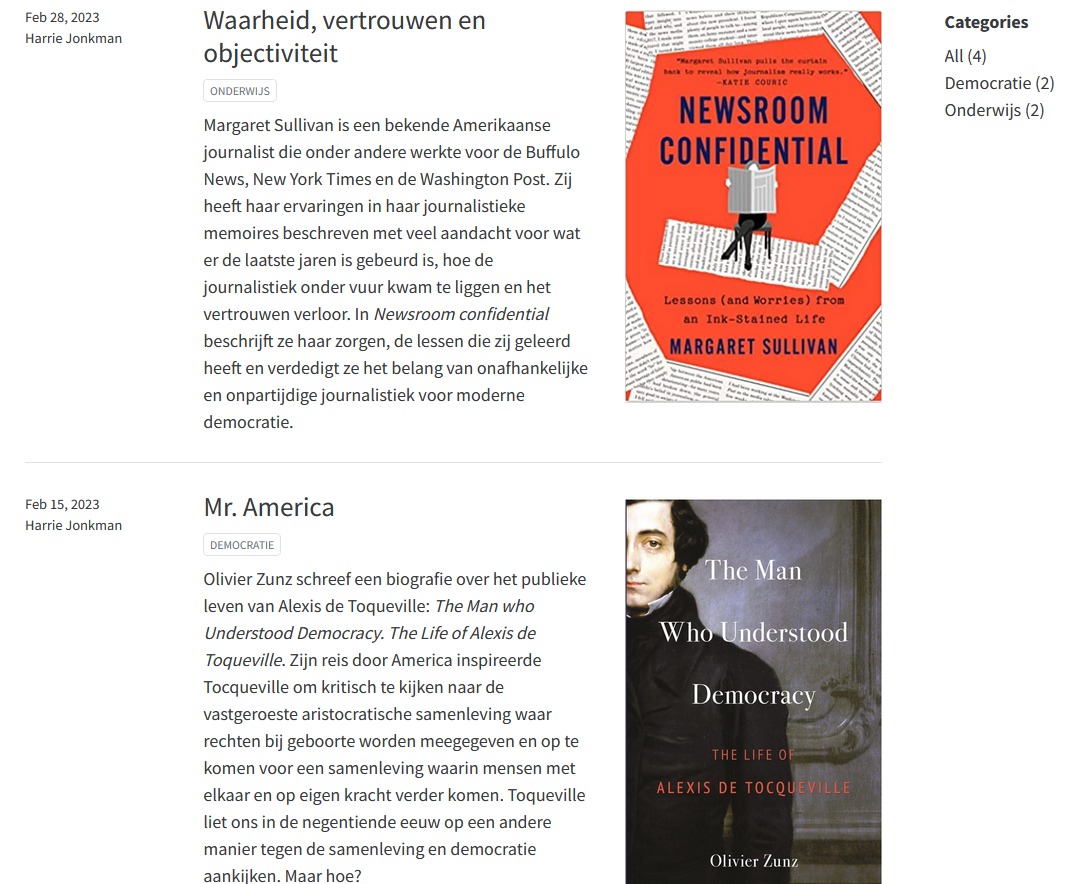 Feb 28, 2023
Harrie Jonkman
Waarheid, vertrouwen en
objectiviteit
ONDERWIJS
Margaret Sullivan is een bekende Amerikaanse
journalist die onder andere werkte voor de Buffulo
News, New York Times en de Washington Post. Zij
heeft haar ervaringen in haar journalistieke
memoires beschreven met veel aandacht voor wat
er de laatste jaren is gebeurd is, hoe de
journalistiek onder vuur kwam te liggen en het
vertrouwen verloor. In Newsroom confidential
beschrijft ze haar zorgen, de lessen die zij geleerd
heeft en verdedigt ze het belang van onafhankelijke
en onpartijdige journalistiek voor moderne
democratie.
"Margaret Sullivan pulls the curtain
back to reveal how journalism really works."
—KATIE COURIC
NEWSROOM
CONFIDENTIAL
Lessons (and Worries) from
an Ink-Stained Life
MARGARET SULLIVAN
Categories
All (4)
Democratie (2)
Onderwijs (2)
Feb 15, 2023
Harrie Jonkman
Mr. America
DEMOCRATIE
Olivier Zunz schreef een biografie over het publieke
leven van Alexis de Toqueville: The Man who
Understood Democracy. The Life of Alexis de
Toqueville. Zijn reis door America inspireerde
Tocqueville om kritisch te kijken naar de
vastgeroeste aristocratische samenleving waar
rechten bij geboorte worden meegegeven en op te
komen voor een samenleving waarin mensen met
elkaar en op eigen kracht verder komen. Toqueville
liet ons in de negentiende eeuw op een andere
manier tegen de samenleving en democratie
aankijken. Maar hoe?
The Man
Who Understood
Democracy
THE LIFE OF
ALEXIS DE TOCQUEVILLE
Olivier Zunz